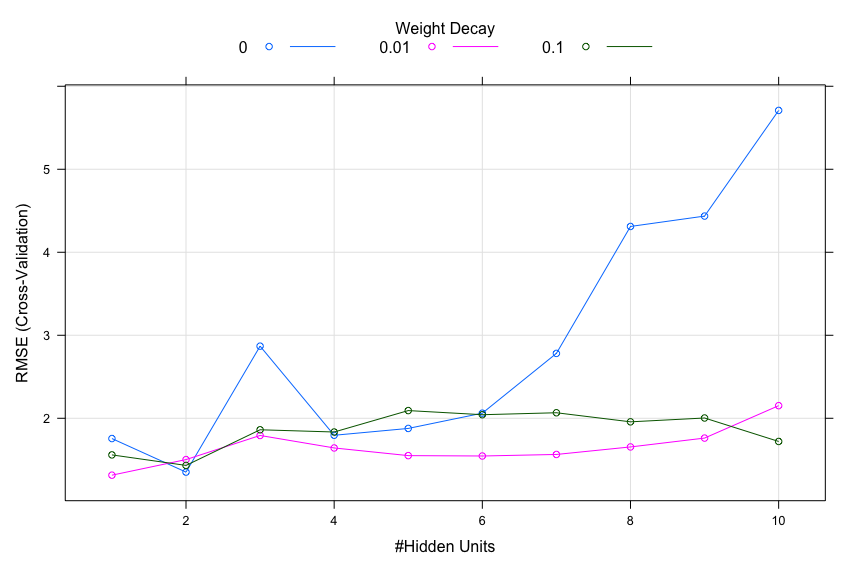 Weight Decay
0 0.01 0.1
RMSE (Cross-Validation)
5
4
3
2
2 4 6 8 10
#Hidden Units